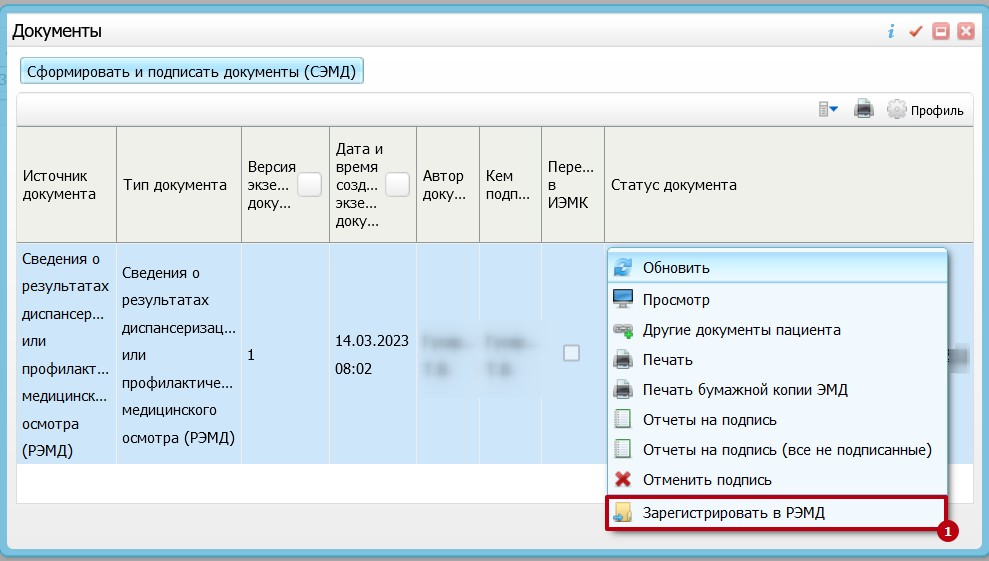 Документы
Сформировать и подписать документы (СЭМД)
Профиль
Источник
документа
Тип документа
Версия
экзе...
доку...
Дата и
время
созд...
экзе...
доку...
Автор
доку...
Кем
подп...
Пере...
в
ИЭМК
Статус документа
Сведения о
результатах
диспансер...
или
профилакт...
медицинск...
осмотра
(РЭМД)
Сведения о
результатах
диспансеризац...
или
профилактиче...
медицинского
осмотра (РЭМД)
1
14.03.2023
08:02
Обновить
Просмотр
Другие документы пациента
Печать
Печать бумажной копии ЭМД
Отчеты на подпись
Отчеты на подпись (все не подписанные)
Отменить подпись
Зарегистрировать в РЭМД
1